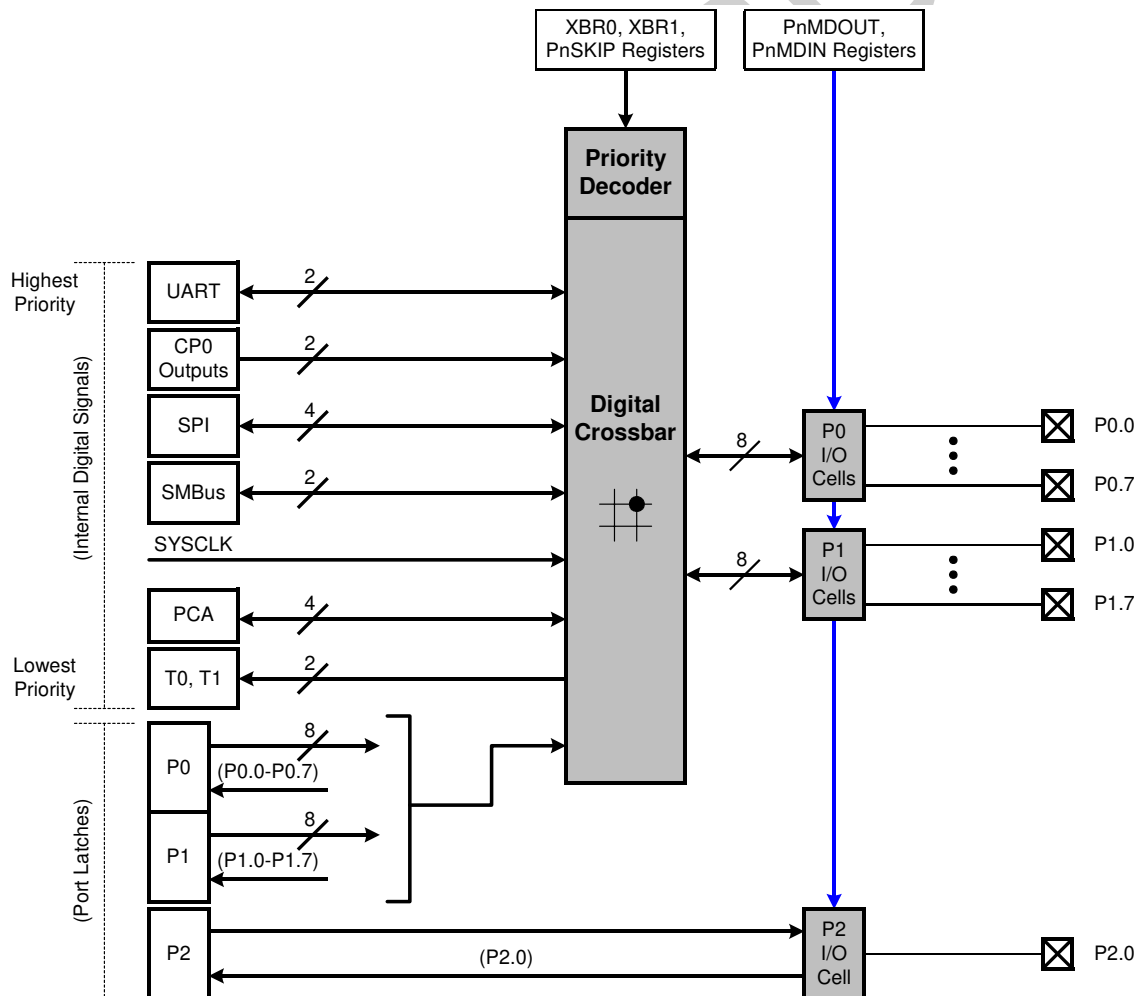 XBR0, XBR1,
PnSKIP Registers
PnMDOUT,
PnMDIN Registers
Priority
Decoder
Highest
Priority
(Internal Digital Signals)
UART
2
CP0
Outputs
2
SPI
4
SMBus
2
SYSCLK
PCA
4
Lowest
Priority
T0, T1
2
Digital
Crossbar
8
P0
I/O
Cells
P0.0
P0.7
8
P1
I/O
Cells
P1.0
P1.7
(Port Latches)
P0
8
(P0.0-P0.7)
P1
8
(P1.0-P1.7)
P2
(P2.0)
P2
I/O
Cell
P2.0